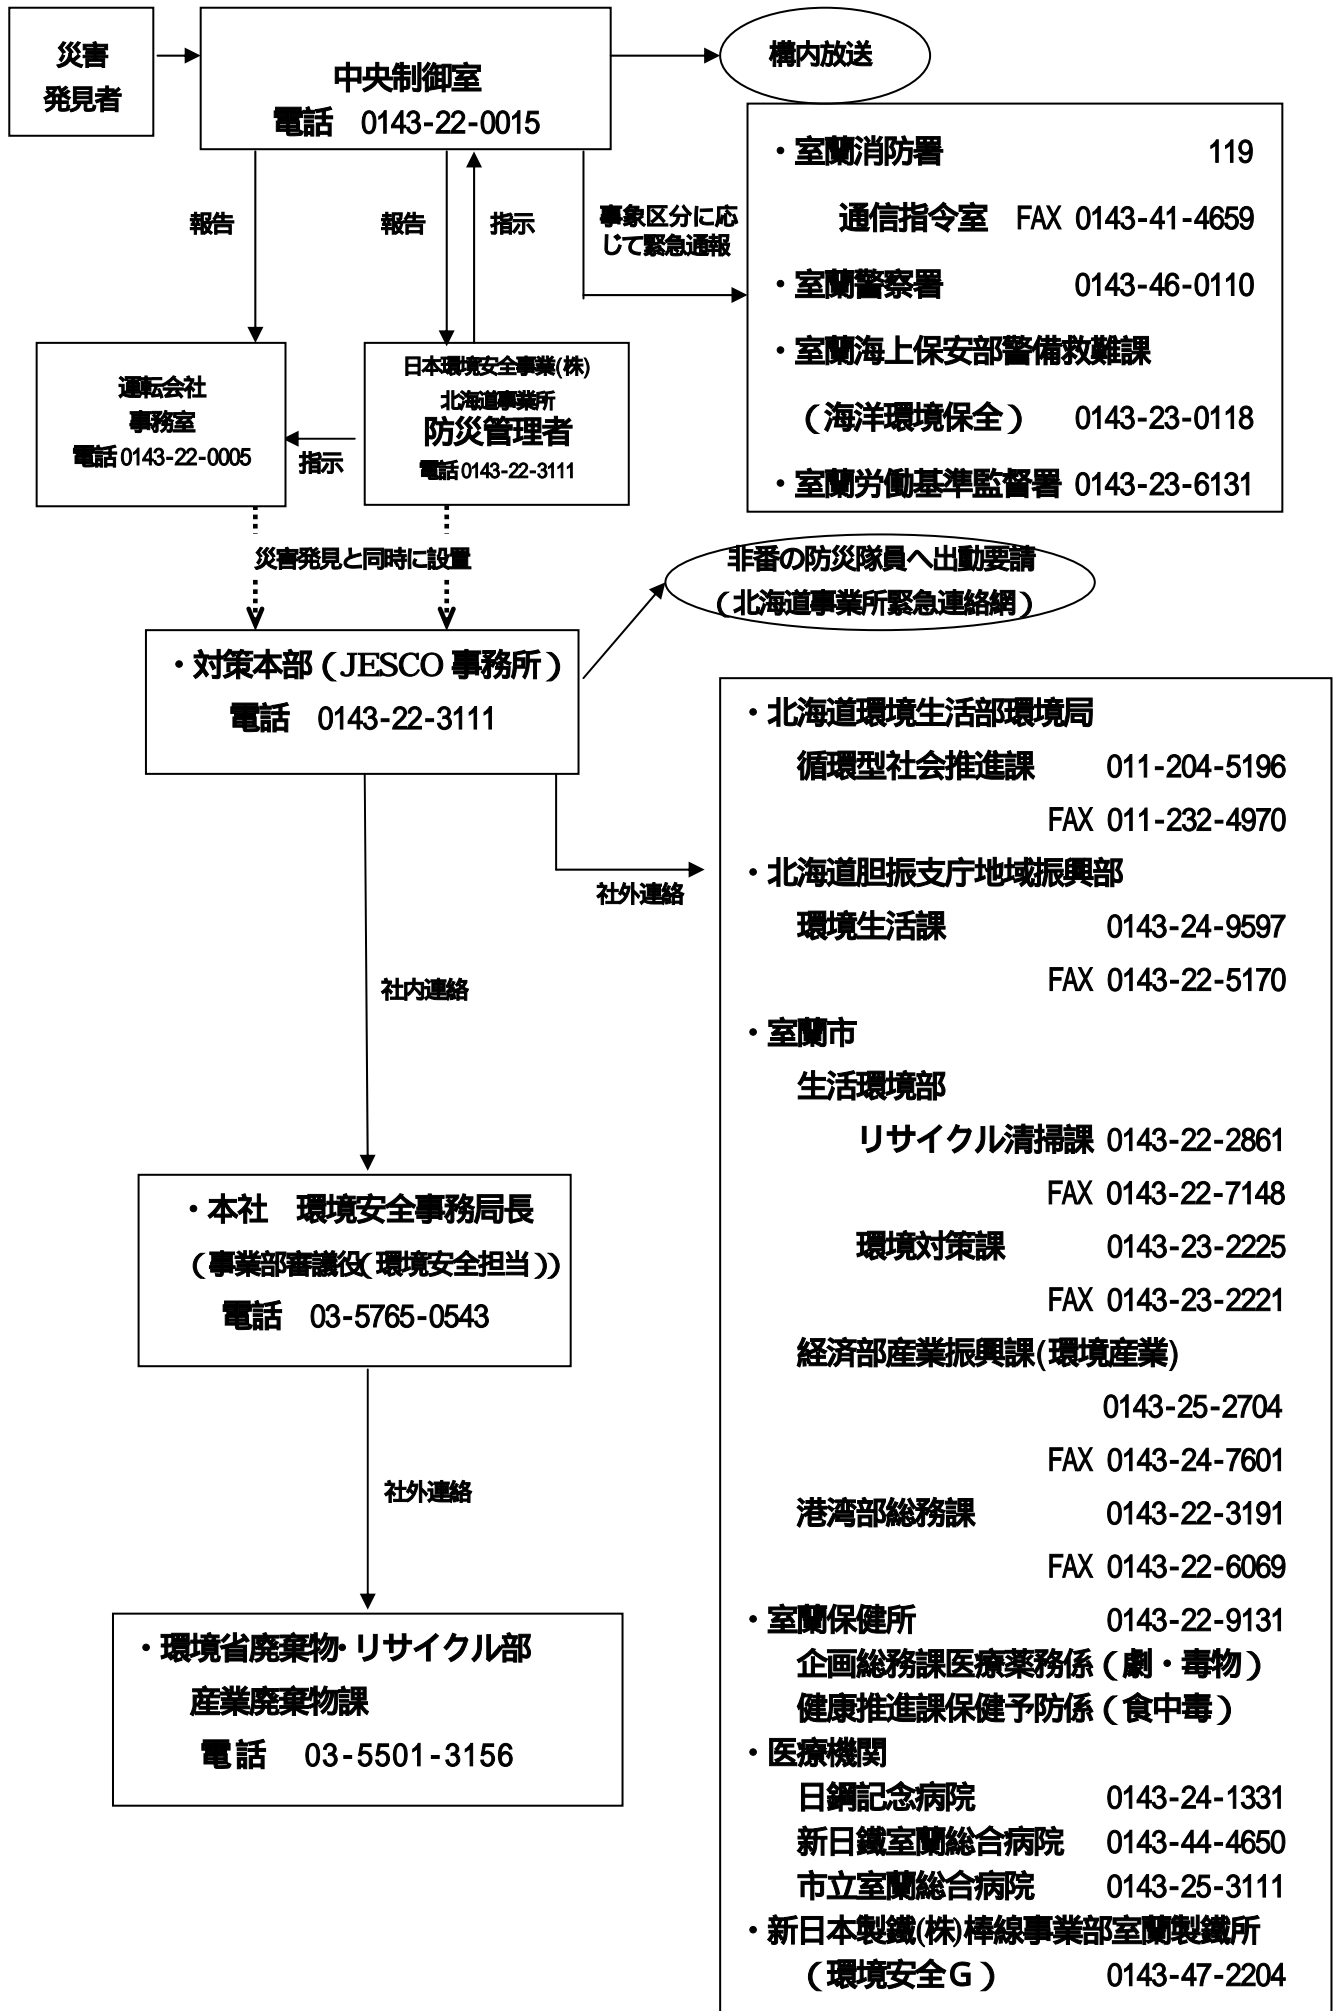 災害
発見者
中央制御室
電話　0143-22-0015
構内放送
・室蘭消防署　119
通信指令室　FAX 0143-41-4659
・室蘭警察署　0143-46-0110
・室蘭海上保安部警備救難課
（海洋環境保全）　0143-23-0118
・室蘭労働基準監督署 0143-23-6131
報告
報告
指示
事象区分に応
じて緊急通報
運転会社
事務室
電話 0143-22-0005
指示
日本環境安全事業(株)
北海道事業所
防災管理者
電話 0143-22-3111
災害発見と同時に設置
非番の防災隊員へ出動要請
（北海道事業所緊急連絡網）
・対策本部（JESCO 事務所）
電話　0143-22-3111
社外連絡
社内連絡
・北海道環境生活部環境局
循環型社会推進課　011-204-5196
FAX 011-232-4970
・北海道胆振支庁地域振興部
環境生活課　0143-24-9597
FAX 0143-22-5170
・室蘭市
生活環境部
リサイクル清掃課 0143-22-2861
FAX 0143-22-7148
環境対策課　0143-23-2225
FAX 0143-23-2221
経済部産業振興課(環境産業)
0143-25-2704
FAX 0143-24-7601
港湾部総務課　0143-22-3191
FAX 0143-22-6069
・室蘭保健所　0143-22-9131
企画総務課医療薬務係（劇・毒物）
健康推進課保健予防係（食中毒）
・医療機関
日鋼記念病院　0143-24-1331
新日鐵室蘭総合病院　0143-44-4650
市立室蘭総合病院　0143-25-3111
・新日本製鐵(株)棒線事業部室蘭製鐵所
（環境安全Ｇ）　0143-47-2204
・本社　環境安全事務局長
（事業部審議役（環境安全担当））
電話　03-5765-0543
社外連絡
・環境省廃棄物・リサイクル部
産業廃棄物課
電話　03-5501-3156